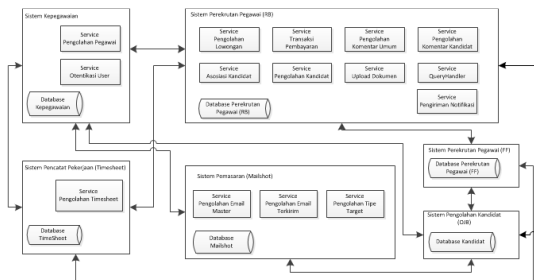 Sistem Kepegawaian
Service
Pengolahan Pegawai
Service
Otentikasi User
Database
Kepegawaian
Sistem Perekrutan Pegawai (RB)
Service
Pengolahan
Lowongan
Service
Transaksi
Pembayaran
Service
Pengolahan
Komentar Umum
Service
Pengolahan
Komentar Kandidat
Service
Asosiasi Kandidat
Service
Pengolahan Kandidat
Service
Upload Dokumen
Service
QueryHandler
Service
Pengiriman Notifikasi
Database Perekrutan
Pegawai (RB)
Sistem Perekrutan Pegawai (FF)
Database Perekrutan
Pegawai (FF)
Sistem Pencatat Pekerjaan (Timesheet)
Service
Pengolahan Timesheet
Database
TimeSheet
Sistem Pemasaran (Mailshot)
Service
Pengolahan Email
Master
Service
Pengolahan Email
Terkirim
Service
Pengolahan Tipe
Target
Database
Mailshot
Sistem Pengolahan Kandidat
(OJB)
Database Kandidat